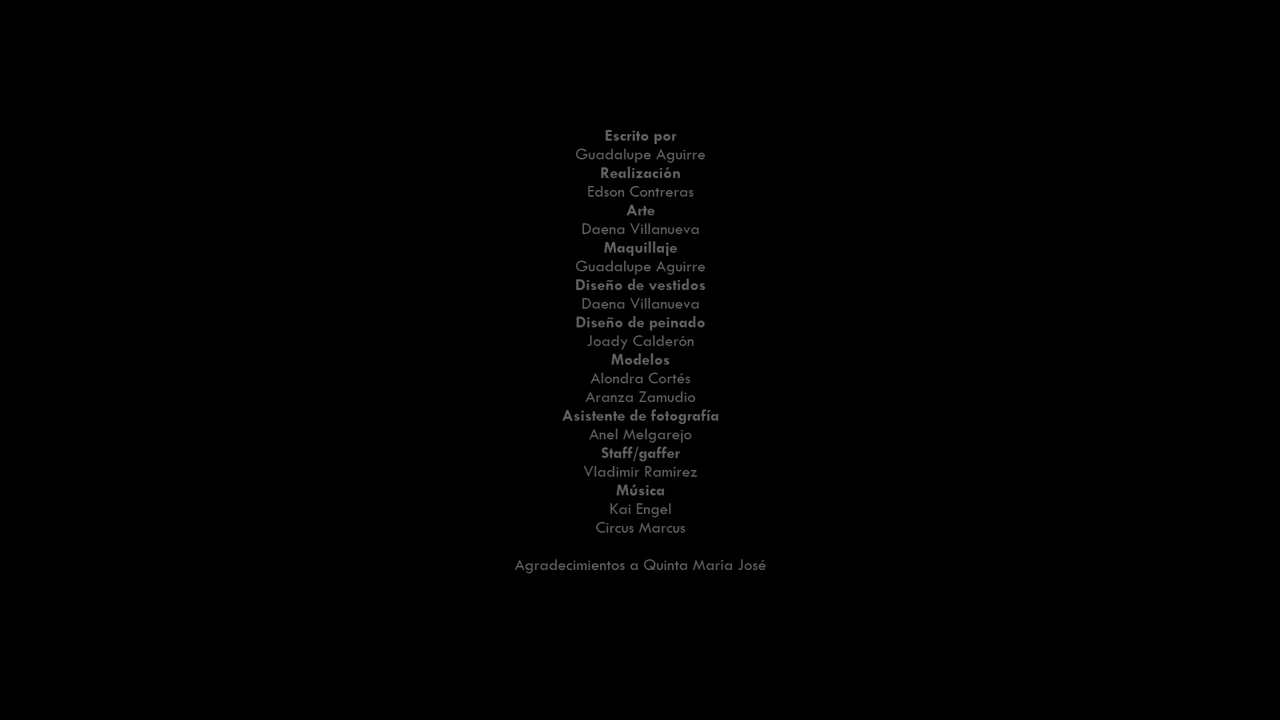 Escrito por
Guadalupe Aguirre
Realización
Edson Contreras
Arte
Daena Villanueva
Maquillaje
Guadalupe Aguirre
Diseño de vestidos
Daena Villanueva
Diseño de peinado
Joady Calderón
Modelos
Alondra Cortés
Aranza Zamudio
Asistente de fotografía
Anel Melgarejo
Staff/gaffer
Vladimir Ramírez
Música
Kai Engel
Circus Marcus
Agradecimientos a Quinta María José